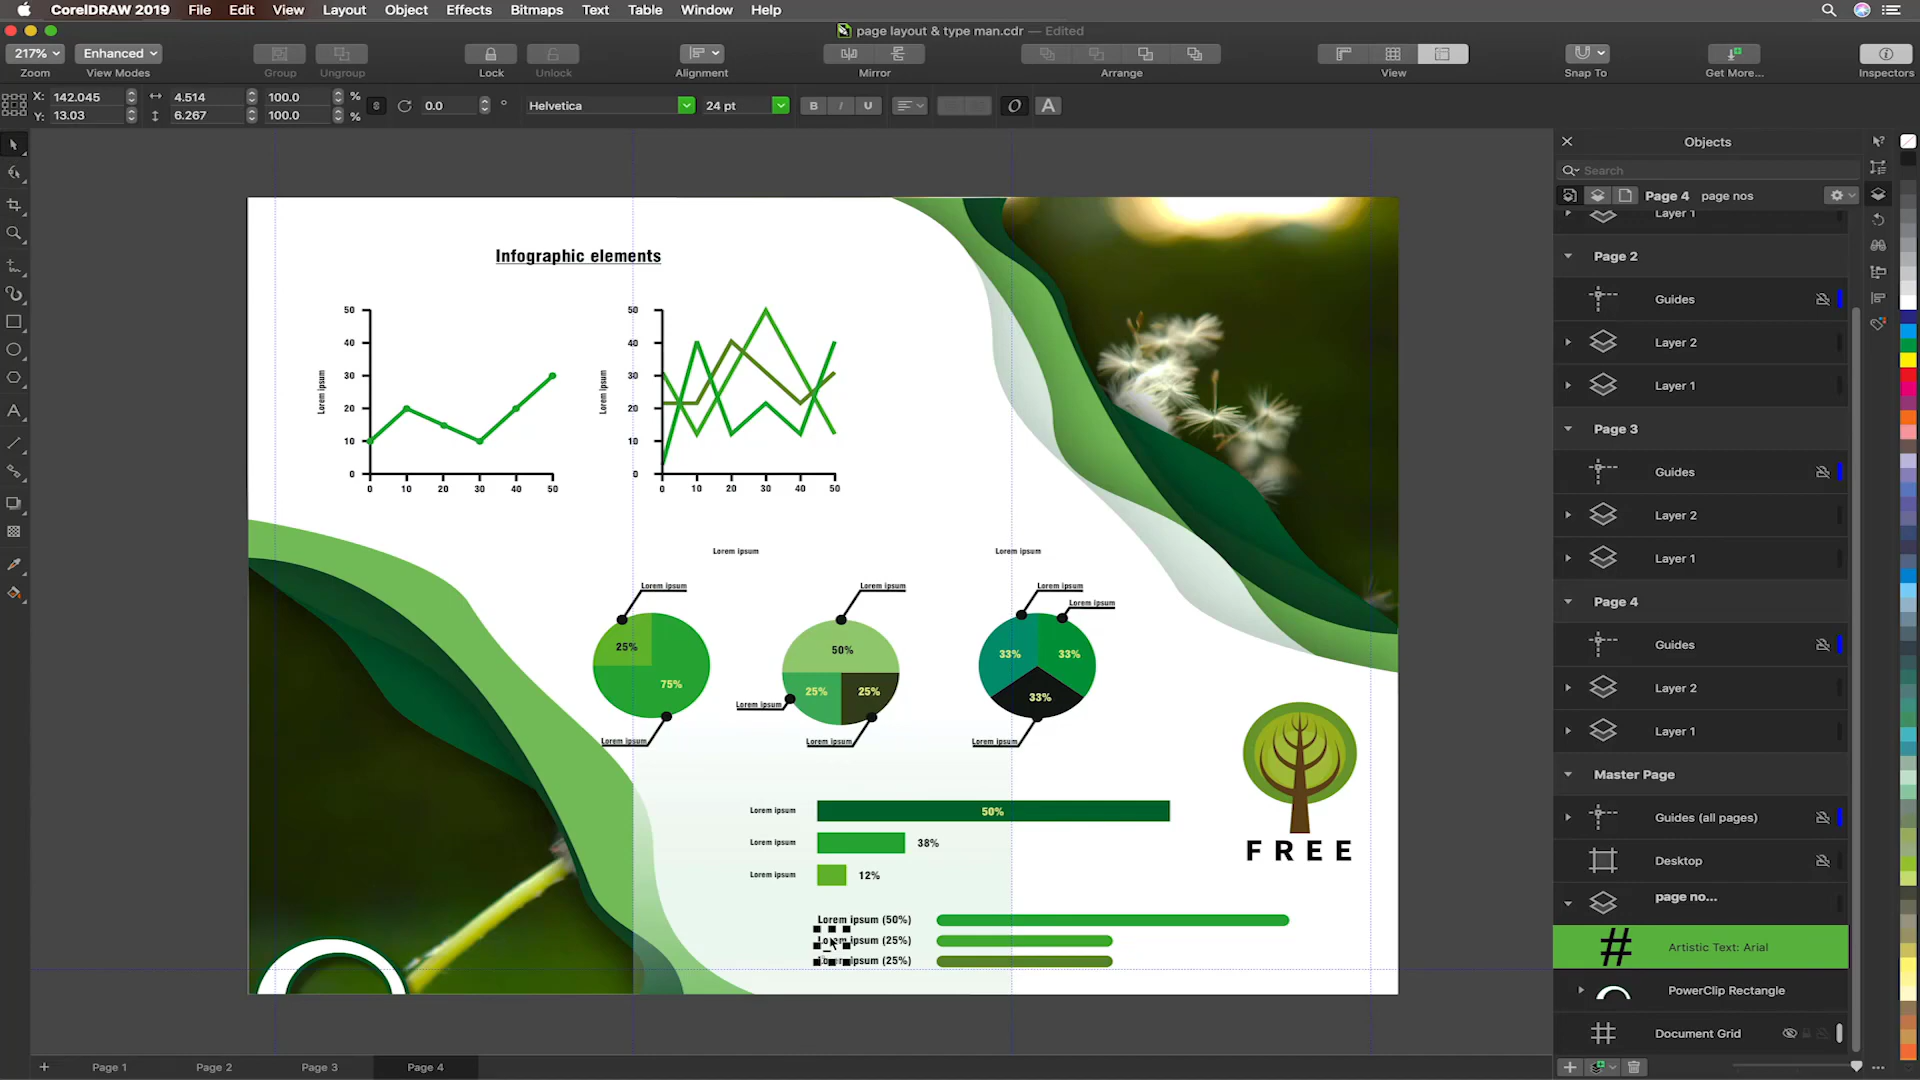 CorelDRAW 2019 File Edit View Layout Object Effects Bitmaps Text Table Window Help
page layout & type man.cdr — Edited
217% Enhanced
Zoom View Modes Group Ungroup Lock Unlock Alignment Mirror Arrange View Snap To Get More... Inspectors
X: 142.045 4.514 100.0 % 0.0 ° Helvetica 24 pt B I U O A
Y: 13.03 6.267 100.0 %
Objects
Search
Page 4 page nos
Layer 1
Page 2
Guides
Layer 2
Layer 1
Page 3
Guides
Layer 2
Layer 1
Page 4
Guides
Layer 2
Layer 1
Master Page
Guides (all pages)
Desktop
page no...
# Artistic Text: Arial
PowerClip Rectangle
Document Grid
Infographic elements
50
40
30
20
10
0
Lorem ipsum
0 10 20 30 40 50
50
40
30
20
10
0
Lorem ipsum
0 10 20 30 40 50
Lorem ipsum Lorem ipsum
Lorem ipsum Lorem ipsum Lorem ipsum
Lorem ipsum
25% 50% 33% 33%
75% 25% 25% 33%
Lorem ipsum
Lorem ipsum Lorem ipsum Lorem ipsum
Lorem ipsum 50%
Lorem ipsum 38%
Lorem ipsum 12%
FREE
Lorem ipsum (50%)
Lorem ipsum (25%)
Lorem ipsum (25%)
Page 1 Page 2 Page 3 Page 4